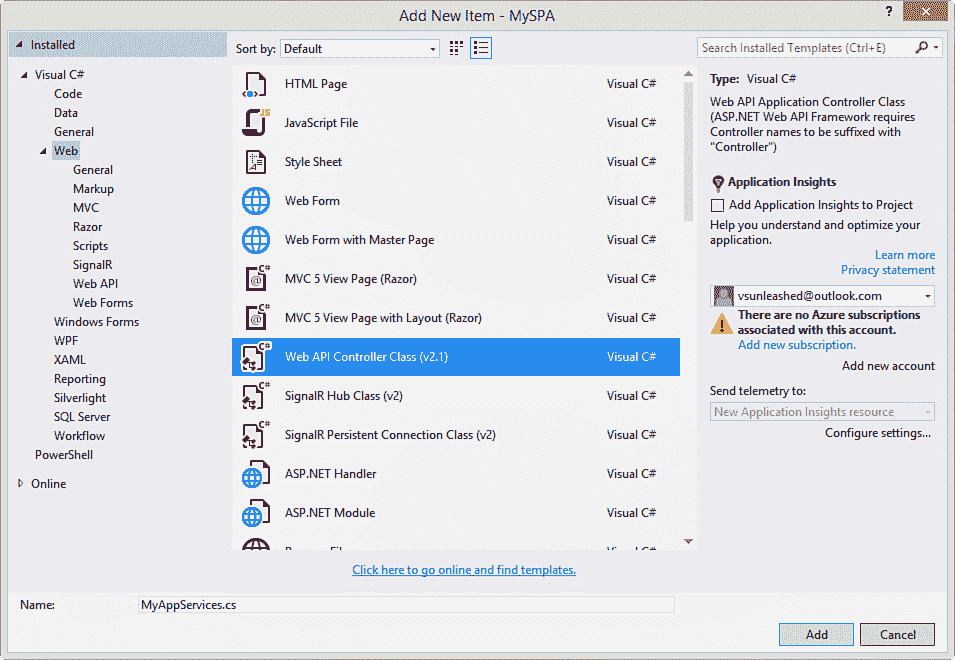 Add New Item - MySPA
?
Installed
Sort by: Default
Search Installed Templates (Ctrl+E)
Visual C#
Code
Data
General
Web
General
Markup
MVC
Razor
Scripts
SignalR
Web API
Web Forms
Windows Forms
WPF
XAML
Reporting
Silverlight
SQL Server
Workflow
PowerShell
Online
HTML Page Visual C#
JavaScript File Visual C#
Style Sheet Visual C#
Web Form Visual C#
Web Form with Master Page Visual C#
MVC 5 View Page (Razor) Visual C#
MVC 5 View Page with Layout (Razor) Visual C#
Web API Controller Class (v2.1) Visual C#
SignalR Hub Class (v2) Visual C#
SignalR Persistent Connection Class (v2) Visual C#
ASP.NET Handler Visual C#
ASP.NET Module Visual C#
Click here to go online and find templates.
Type: Visual C#
Web API Application Controller Class
(ASP.NET Web API Framework requires
Controller names to be suffixed with
"Controller")
Application Insights
Add Application Insights to Project
Help you understand and optimize your
application.
Learn more
Privacy statement
vsunleashed@outlook.com
There are no Azure subscriptions
associated with this account.
Add new subscription.
Add new account
Send telemetry to:
New Application Insights resource
Configure settings...
Name: MyAppServices.cs
Add Cancel